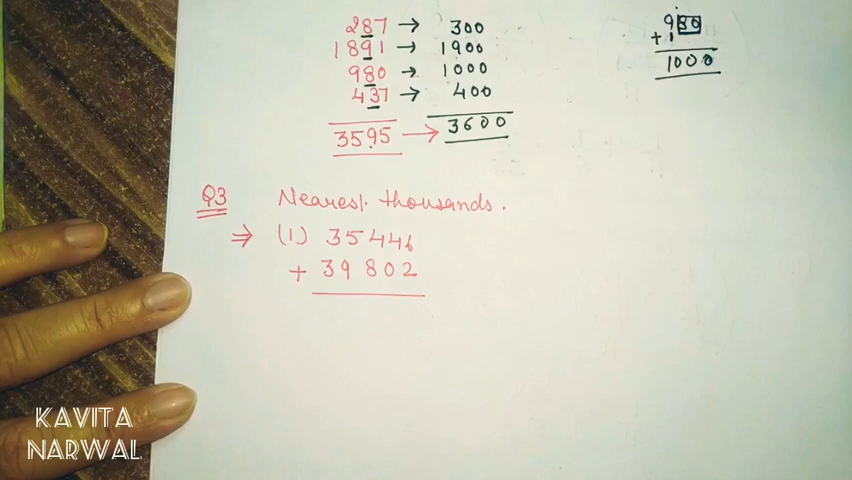 287 → 300
1891 → 1900
980 → 1000
437 → 400
3595 → 3600
980
+ 1
1000
Q3 Nearest thousands.
⇒ (1) 35446
+ 39802
KAVITA
NARWAL